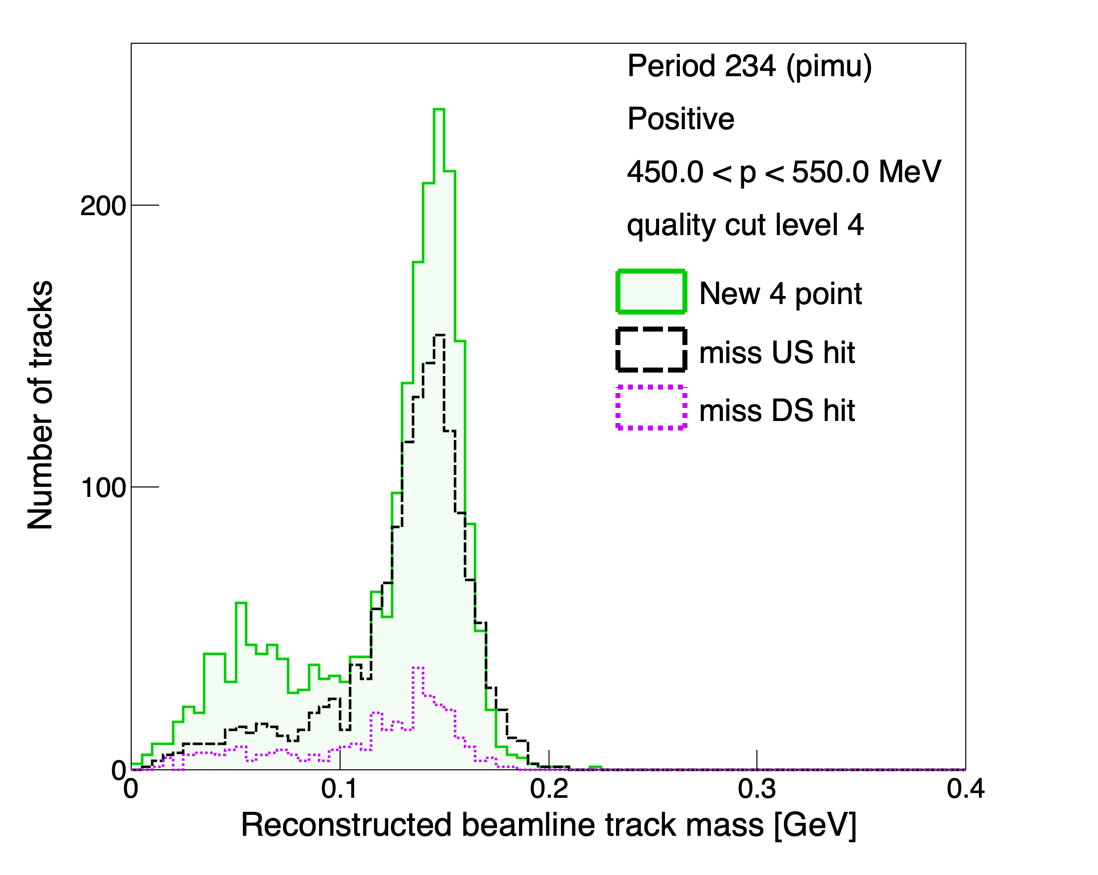 Period 234 (pimu)
Positive
450.0 < p < 550.0 MeV
quality cut level 4
New 4 point
miss US hit
miss DS hit
Number of tracks
200
100
0
0
0.1
0.2
0.3
0.4
Reconstructed beamline track mass [GeV]